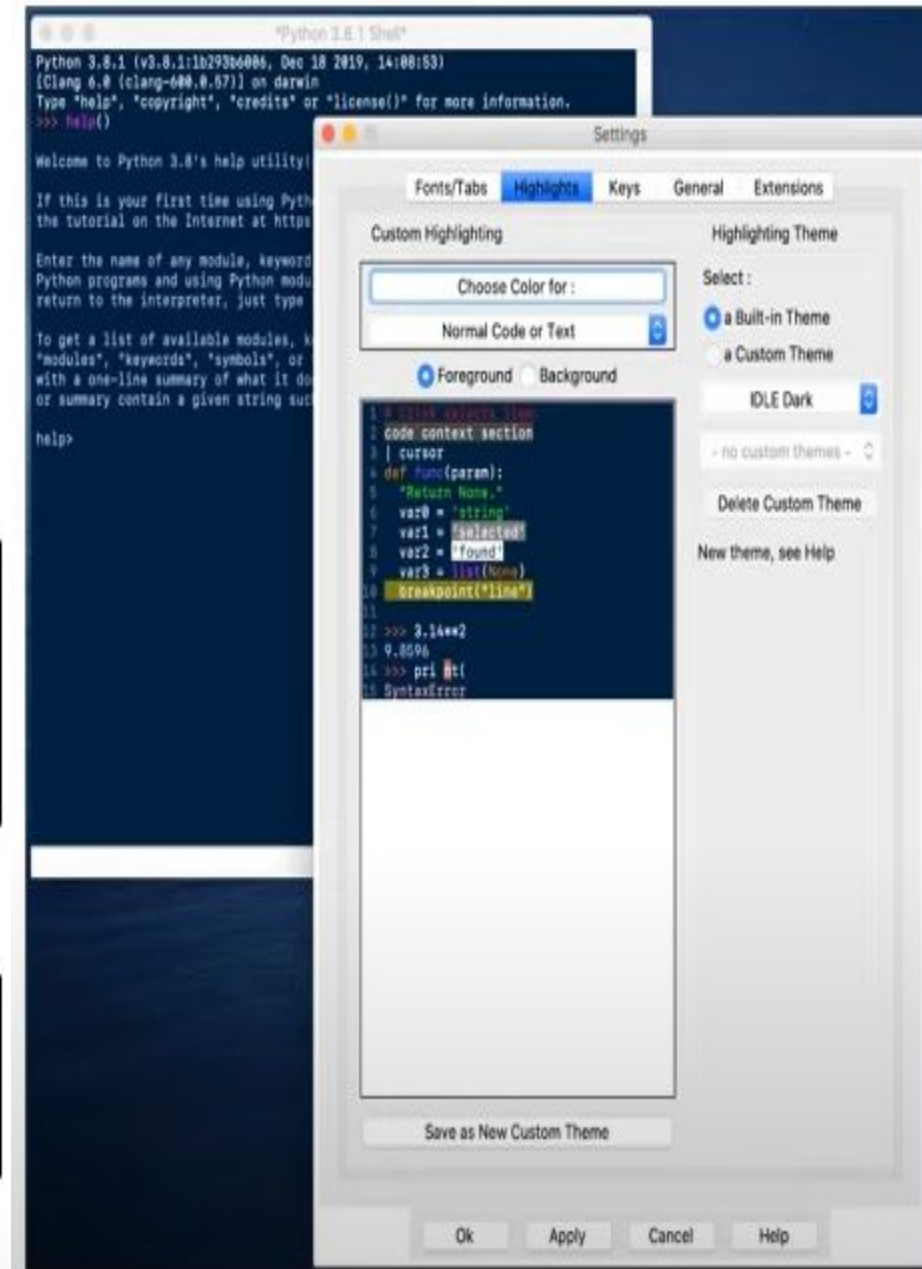 *Python 3.8.1 Shell*
Python 3.8.1 (v3.8.1:1b293b6006, Dec 18 2019, 14:08:53)
[Clang 6.0 (clang-600.0.57)] on darwin
Type "help", "copyright", "credits" or "license()" for more information.
>>> help()
Welcome to Python 3.8's help utility!
If this is your first time using Pyth
the tutorial on the Internet at https
Enter the name of any module, keyword
Python programs and using Python modu
return to the interpreter, just type
To get a list of available modules, k
"modules", "keywords", "symbols", or
with a one-line summary of what it do
or summary contain a given string suc
help>
Settings
Fonts/Tabs Highlights Keys General Extensions
Custom Highlighting
Choose Color for :
Normal Code or Text
Foreground Background
1 # Click selects item
2 code context section
3 | cursor
4 def func(param):
5 "Return None."
6 var0 = 'string'
7 var1 = 'selected'
8 var2 = 'found'
9 var3 = list(None)
10 breakpoint("line")
11
12 >>> 3.14**2
13 9.8596
14 >>> pri nt(
15 SyntaxError
Save as New Custom Theme
Highlighting Theme
Select :
a Built-in Theme
a Custom Theme
IDLE Dark
- no custom themes -
Delete Custom Theme
New theme, see Help
Ok Apply Cancel Help